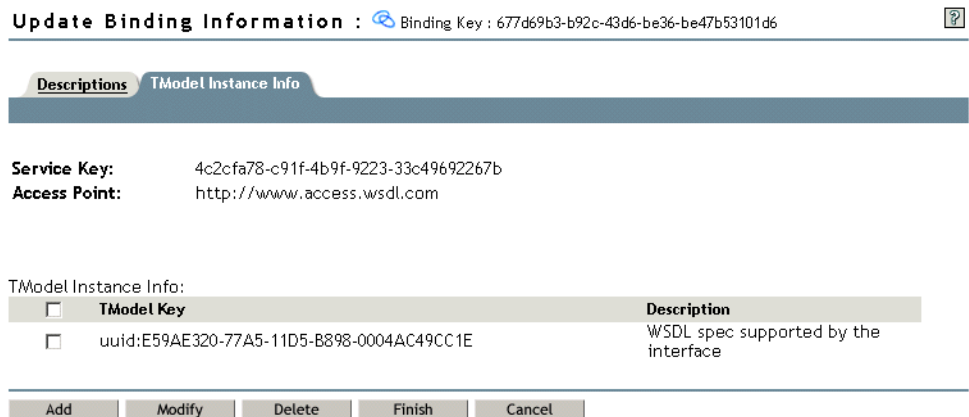 Update Binding Information : Binding Key : 677d69b3-b92c-43d6-be36-be47b53101d6 ?
Descriptions TModel Instance Info
Service Key: 4c2cfa78-c91f-4b9f-9223-33c49692267b
Access Point: http://www.access.wsdl.com
TModel Instance Info:
TModel Key Description
uuid:E59AE320-77A5-11D5-B898-0004AC49CC1E WSDL spec supported by the
interface
Add Modify Delete Finish Cancel